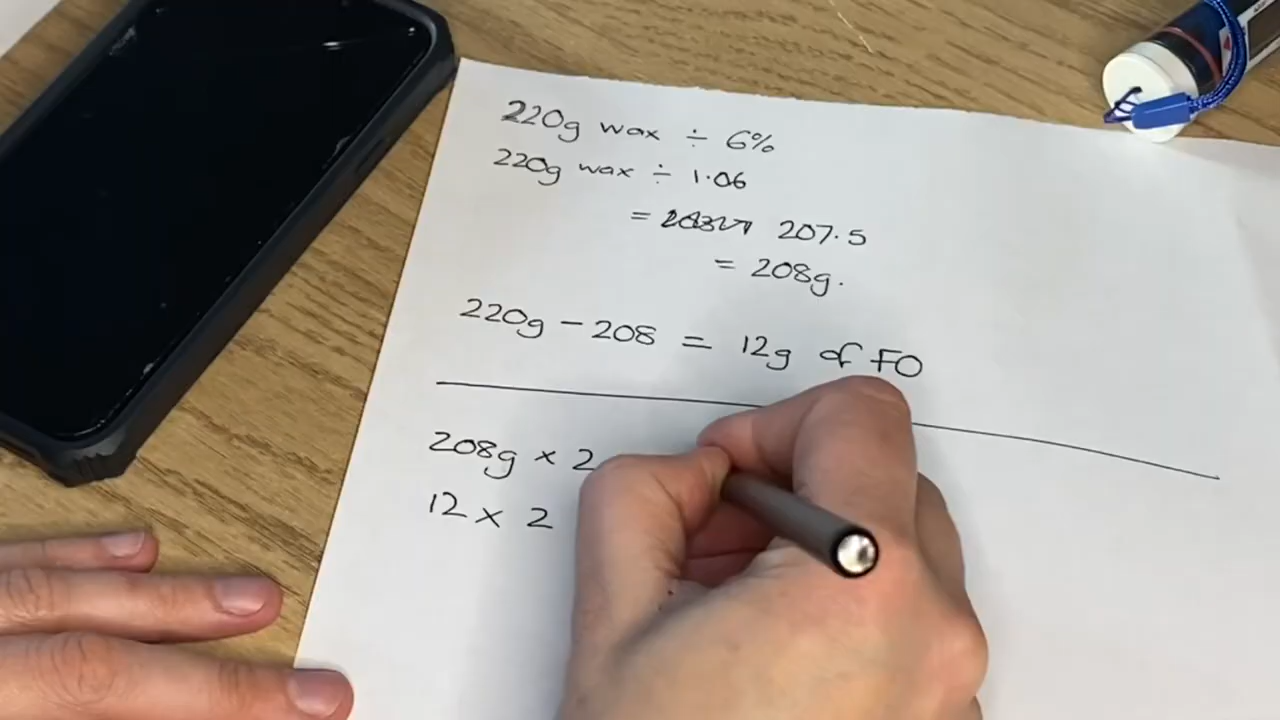 220g wax ÷ 6%
220g wax ÷ 1.06
= 207.5
= 208g.
220g - 208 = 12g of FO
208g × 2
12 × 2